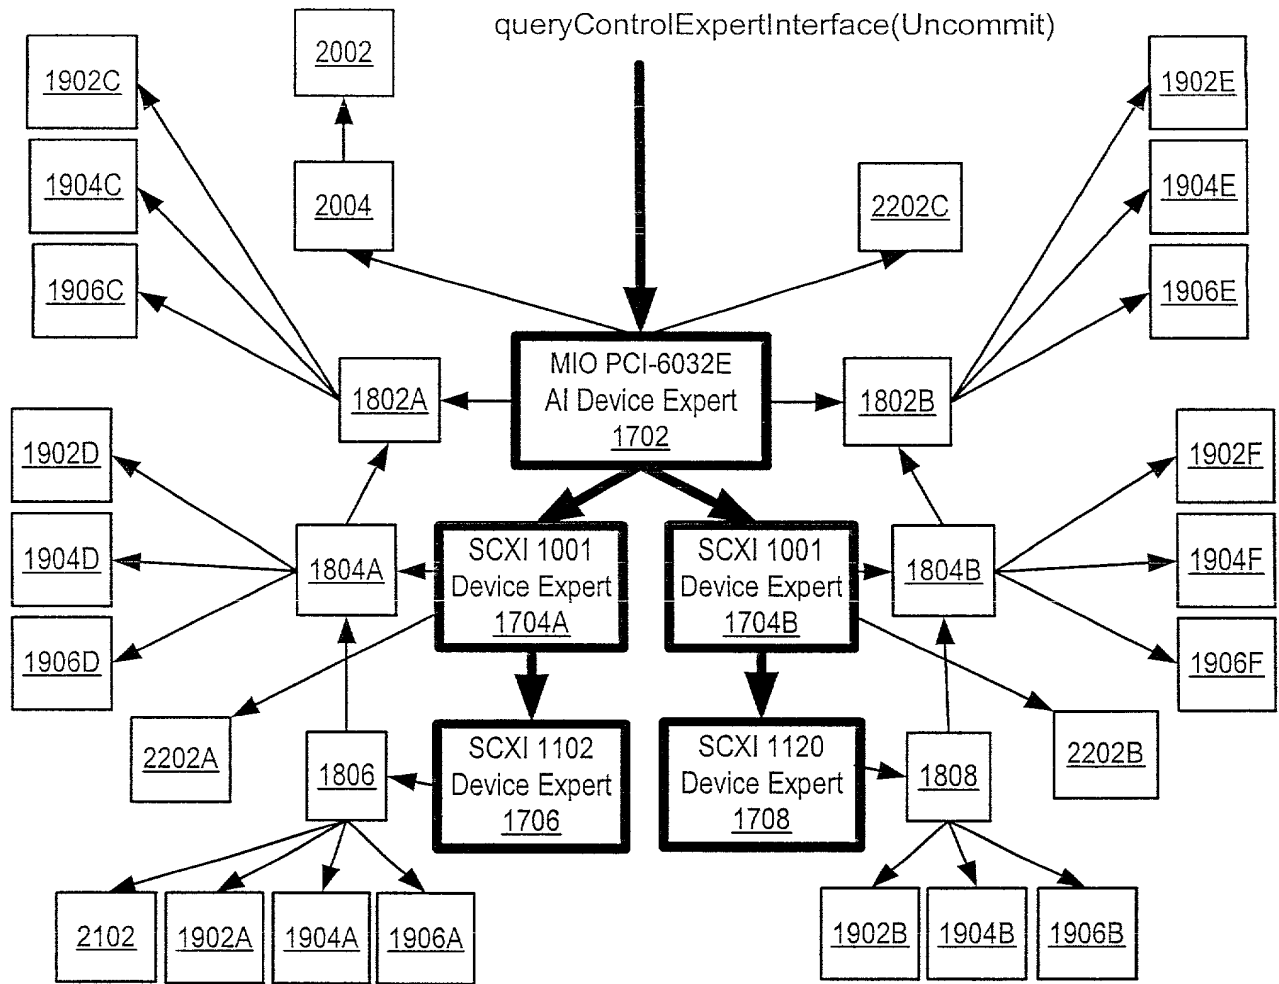 queryControlExpertInterface(Uncommit)
2002
1902C
1902E
1904C
2004
2202C
1904E
1906C
1906E
MIO PCI-6032E
AI Device Expert
1702
1802A
1802B
1902D
1902F
1904D
1804A
SCXI 1001
Device Expert
1704A
SCXI 1001
Device Expert
1704B
1804B
1904F
1906D
1906F
2202A
1806
SCXI 1102
Device Expert
1706
SCXI 1120
Device Expert
1708
1808
2202B
2102
1902A
1904A
1906A
1902B
1904B
1906B